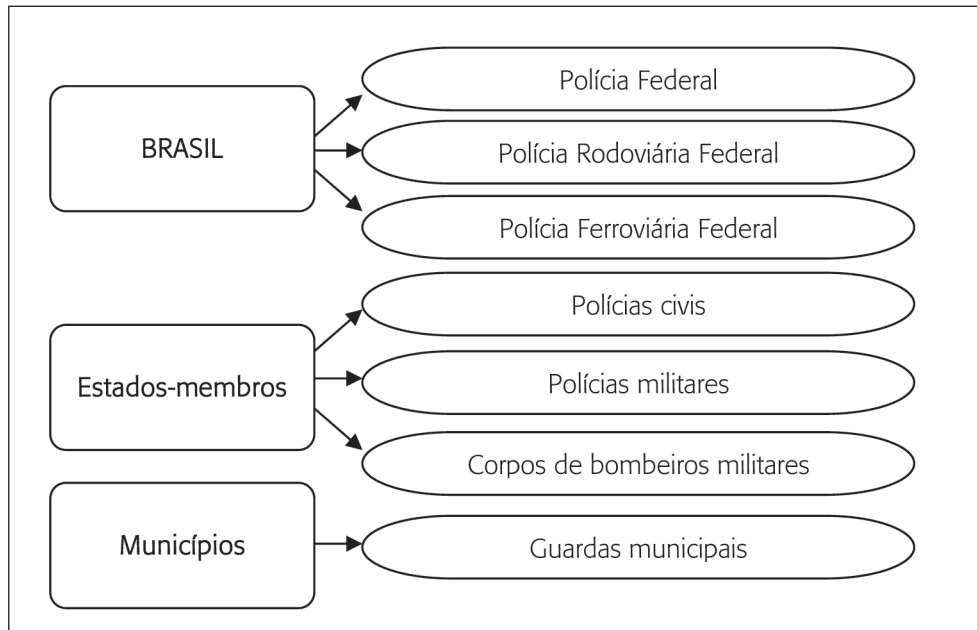 BRASIL
Polícia Federal
Polícia Rodoviária Federal
Polícia Ferroviária Federal
Estados-membros
Polícias civis
Polícias militares
Corpos de bombeiros militares
Municípios
Guardas municipais